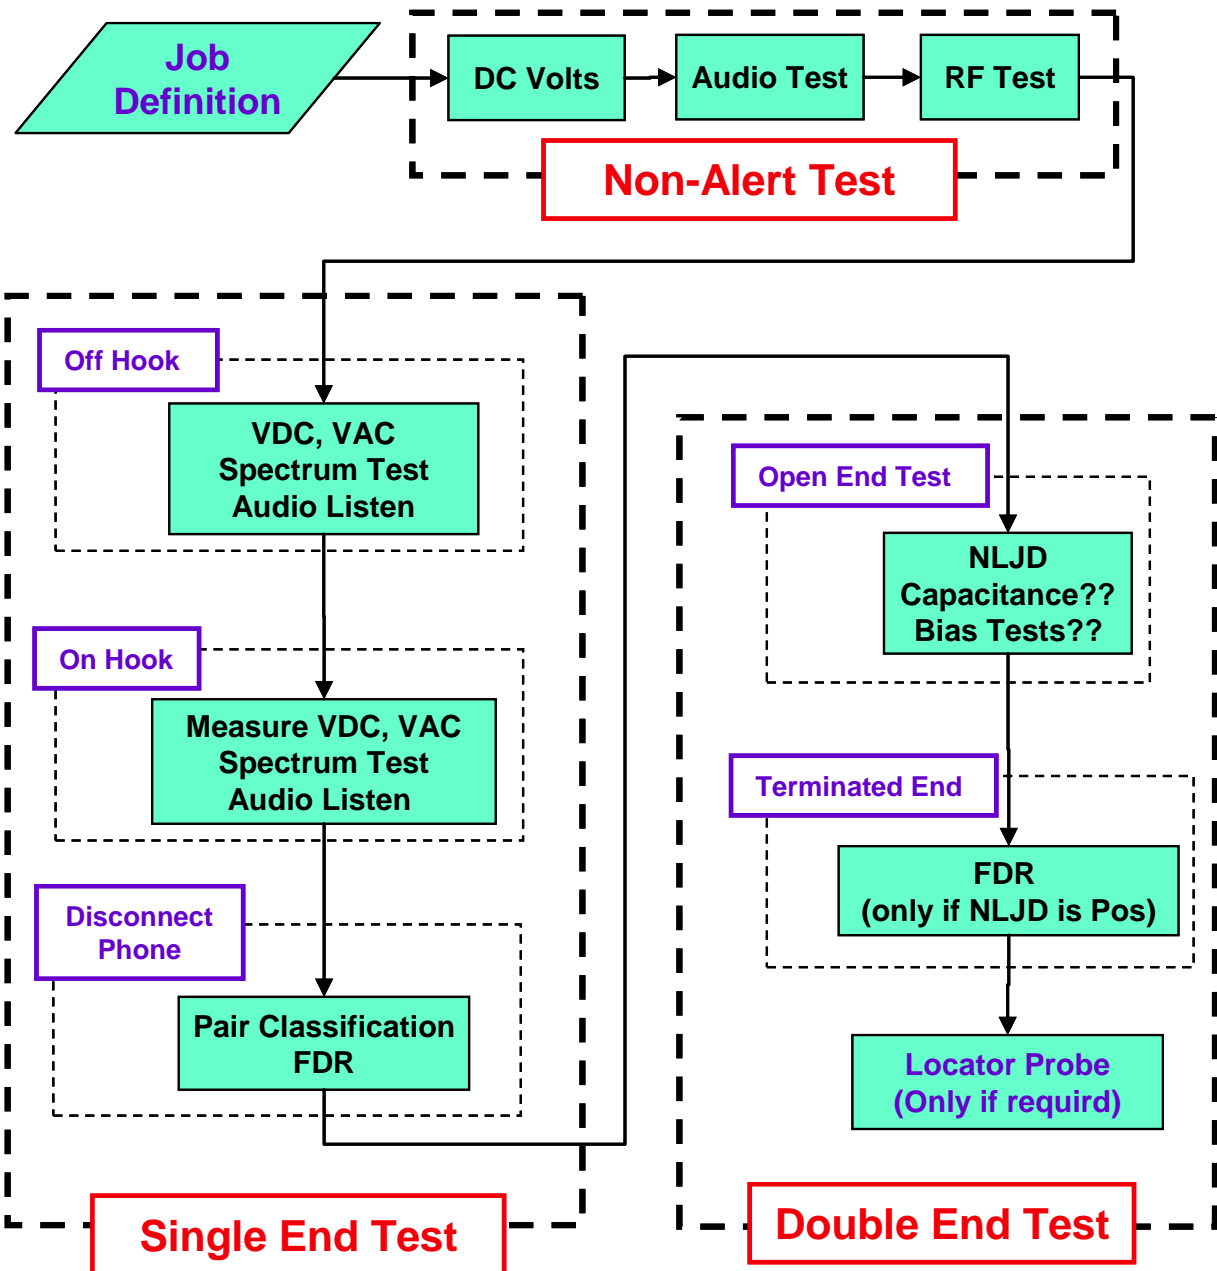 Job
Definition
DC Volts
Audio Test
RF Test
Non-Alert Test
Off Hook
VDC, VAC
Spectrum Test
Audio Listen
On Hook
Measure VDC, VAC
Spectrum Test
Audio Listen
Disconnect
Phone
Pair Classification
FDR
Single End Test
Open End Test
NLJD
Capacitance??
Bias Tests??
Terminated End
FDR
(only if NLJD is Pos)
Locator Probe
(Only if requird)
Double End Test